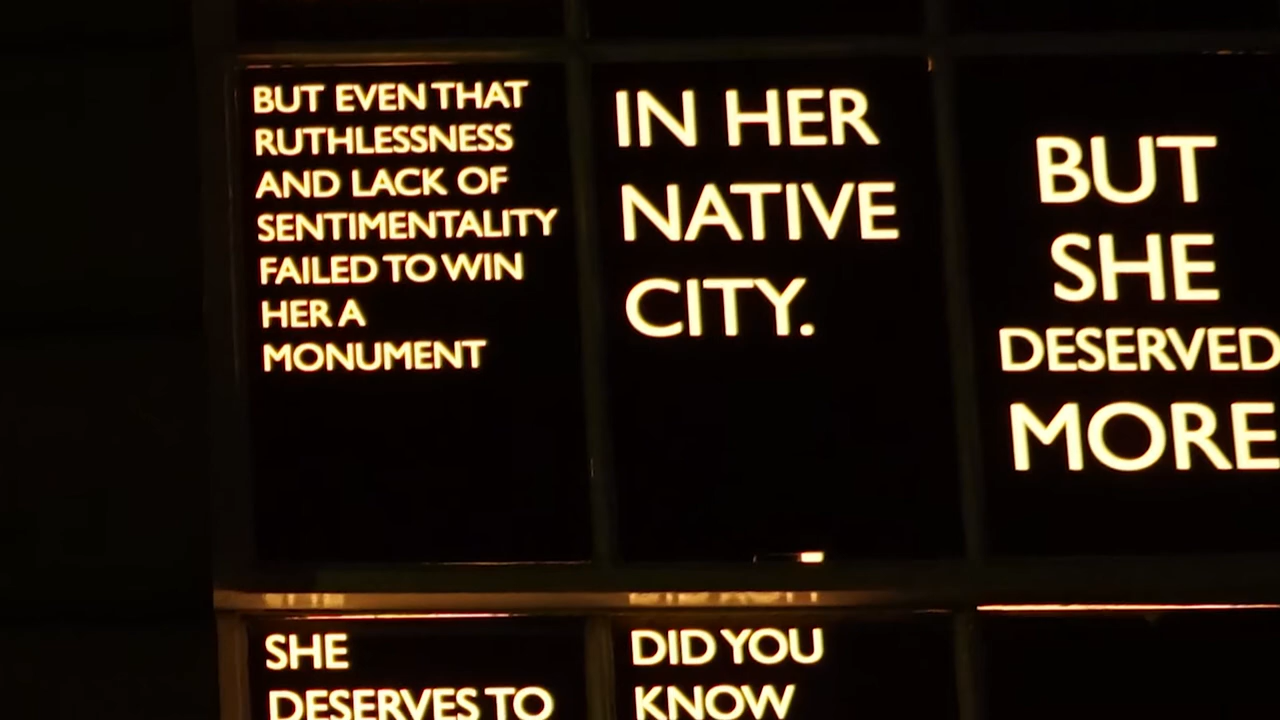 BUT EVEN THAT
RUTHLESSNESS
AND LACK OF
SENTIMENTALITY
FAILED TO WIN
HER A
MONUMENT
IN HER
NATIVE
CITY.
BUT
SHE
DESERVED
MORE
SHE
DESERVES TO
DID YOU
KNOW